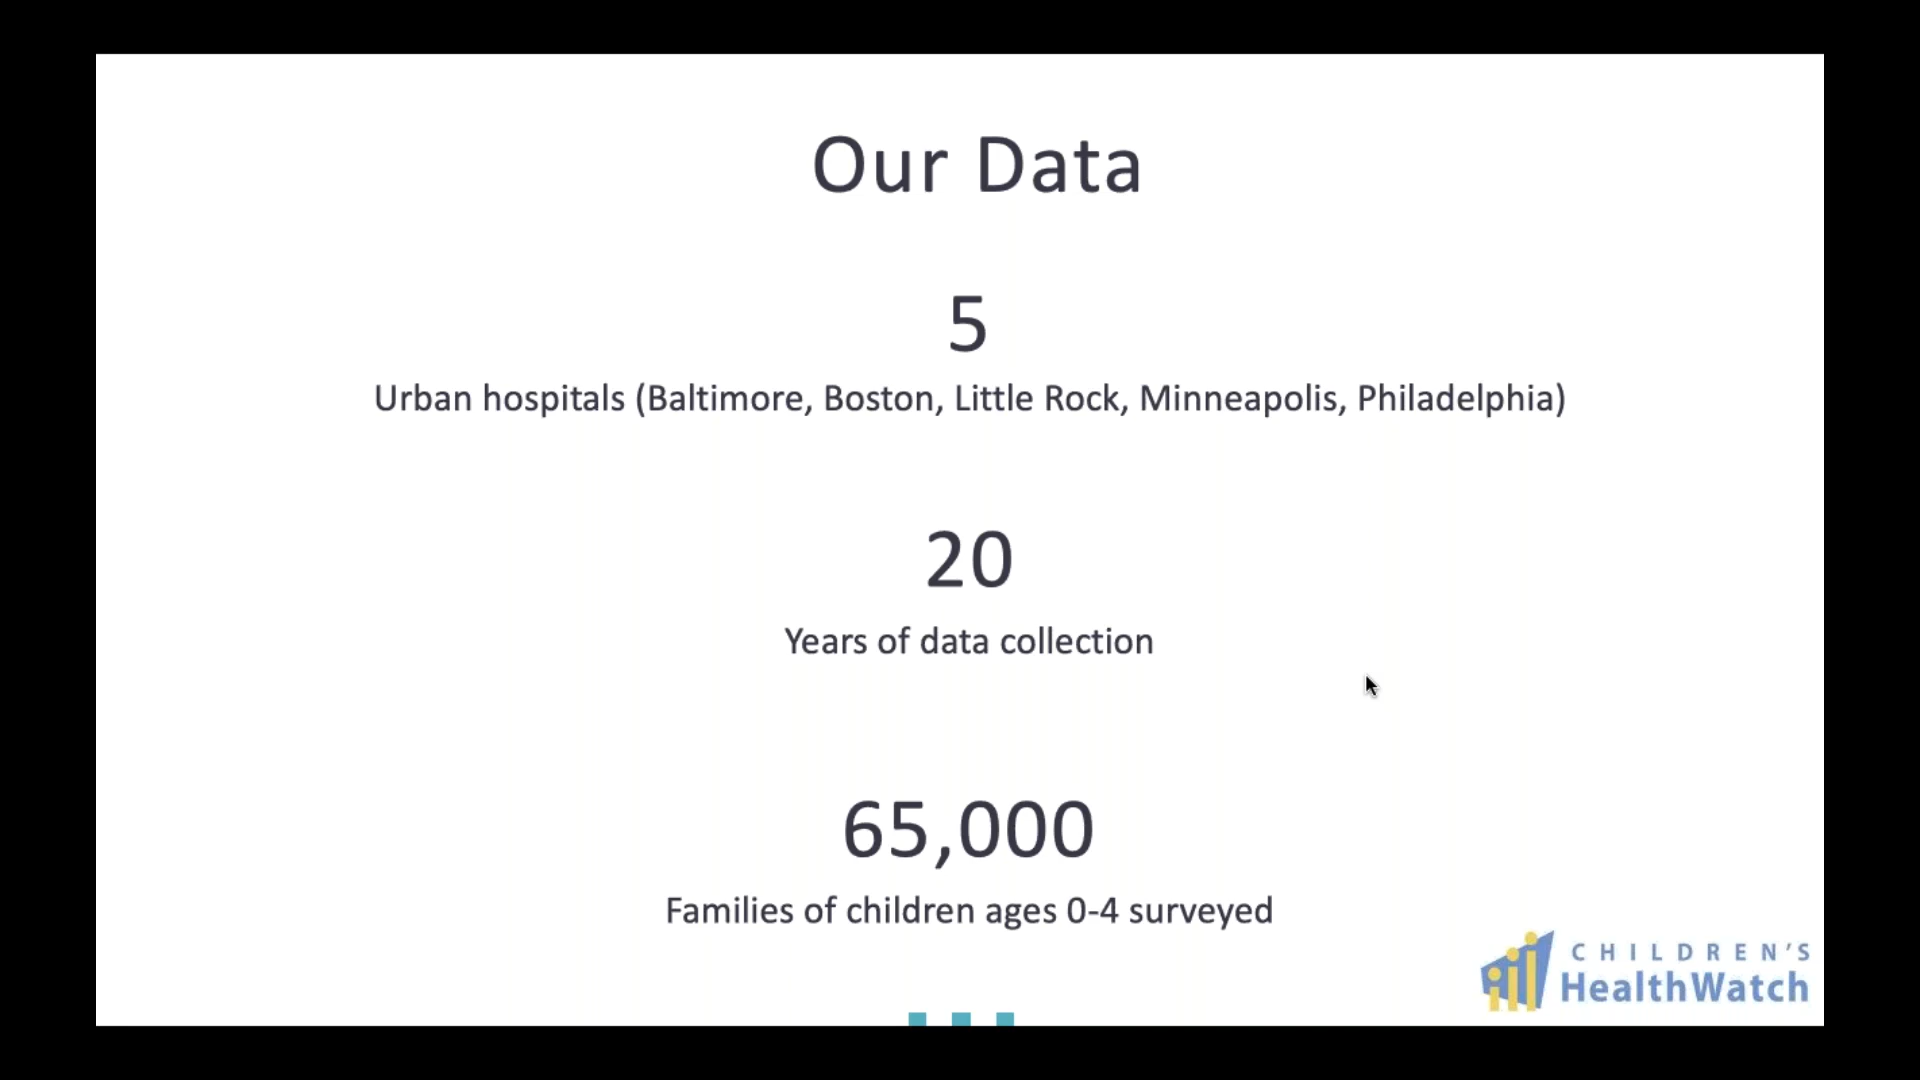 Our Data
5
Urban hospitals (Baltimore, Boston, Little Rock, Minneapolis, Philadelphia)
20
Years of data collection
65,000
Families of children ages 0-4 surveyed
CHILDREN'S
HealthWatch